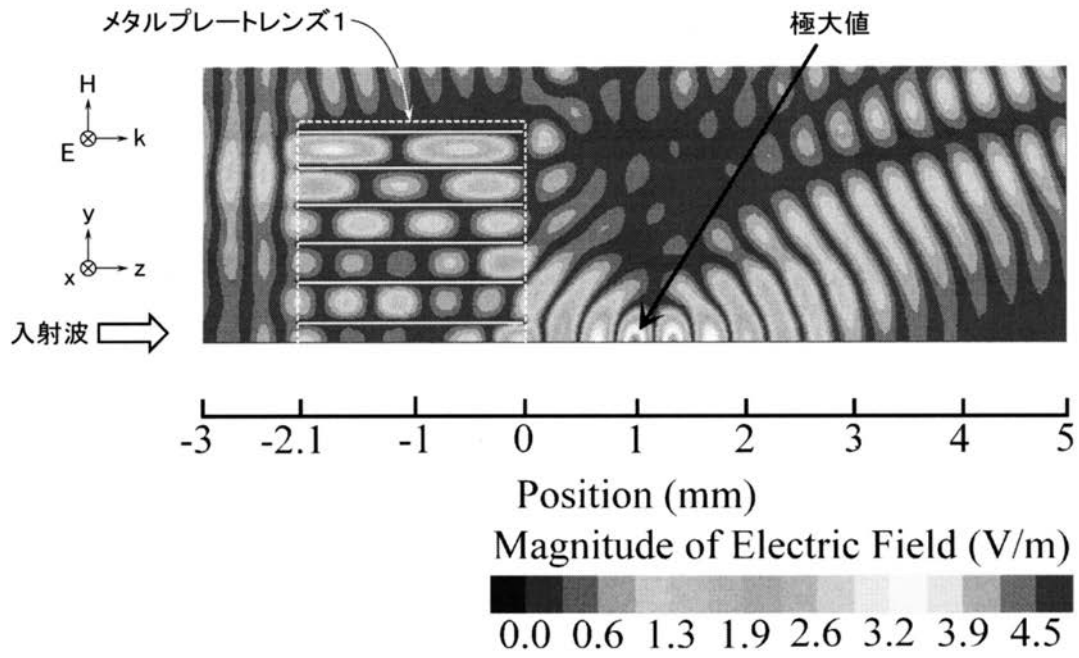 メタルプレートレンズ1
極大値
H
E
k
y
x
z
入射波
-3 -2.1 -1 0 1 2 3 4 5
Position (mm)
Magnitude of Electric Field (V/m)
0.0 0.6 1.3 1.9 2.6 3.2 3.9 4.5